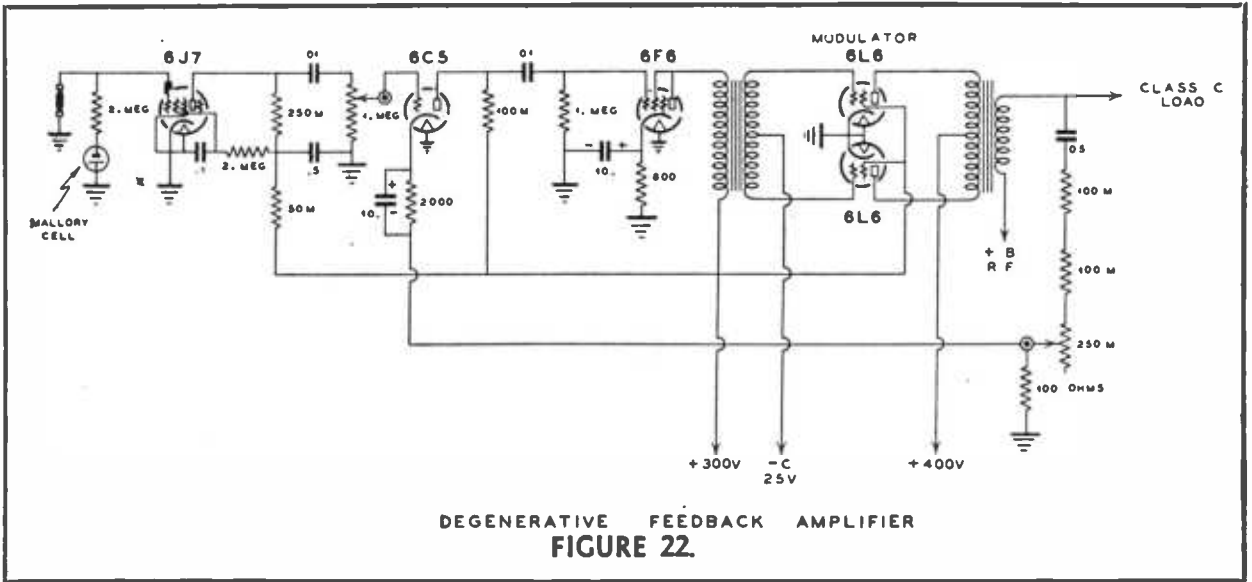 MODULATOR
6J7
6C5
6F6
6L6
01
01
CLASS C
LOAD
2. MEG
250 M
1. MEG
100 M
1. MEG
05
.1
2. MEG
.5
10.
800
100 M
MALLORY
CELL
50 M
10.
2000
6L6
+ B
R F
100 M
250 M
100 OHMS
+300V
-C
25V
+400V
DEGENERATIVE FEEDBACK AMPLIFIER
FIGURE 22.